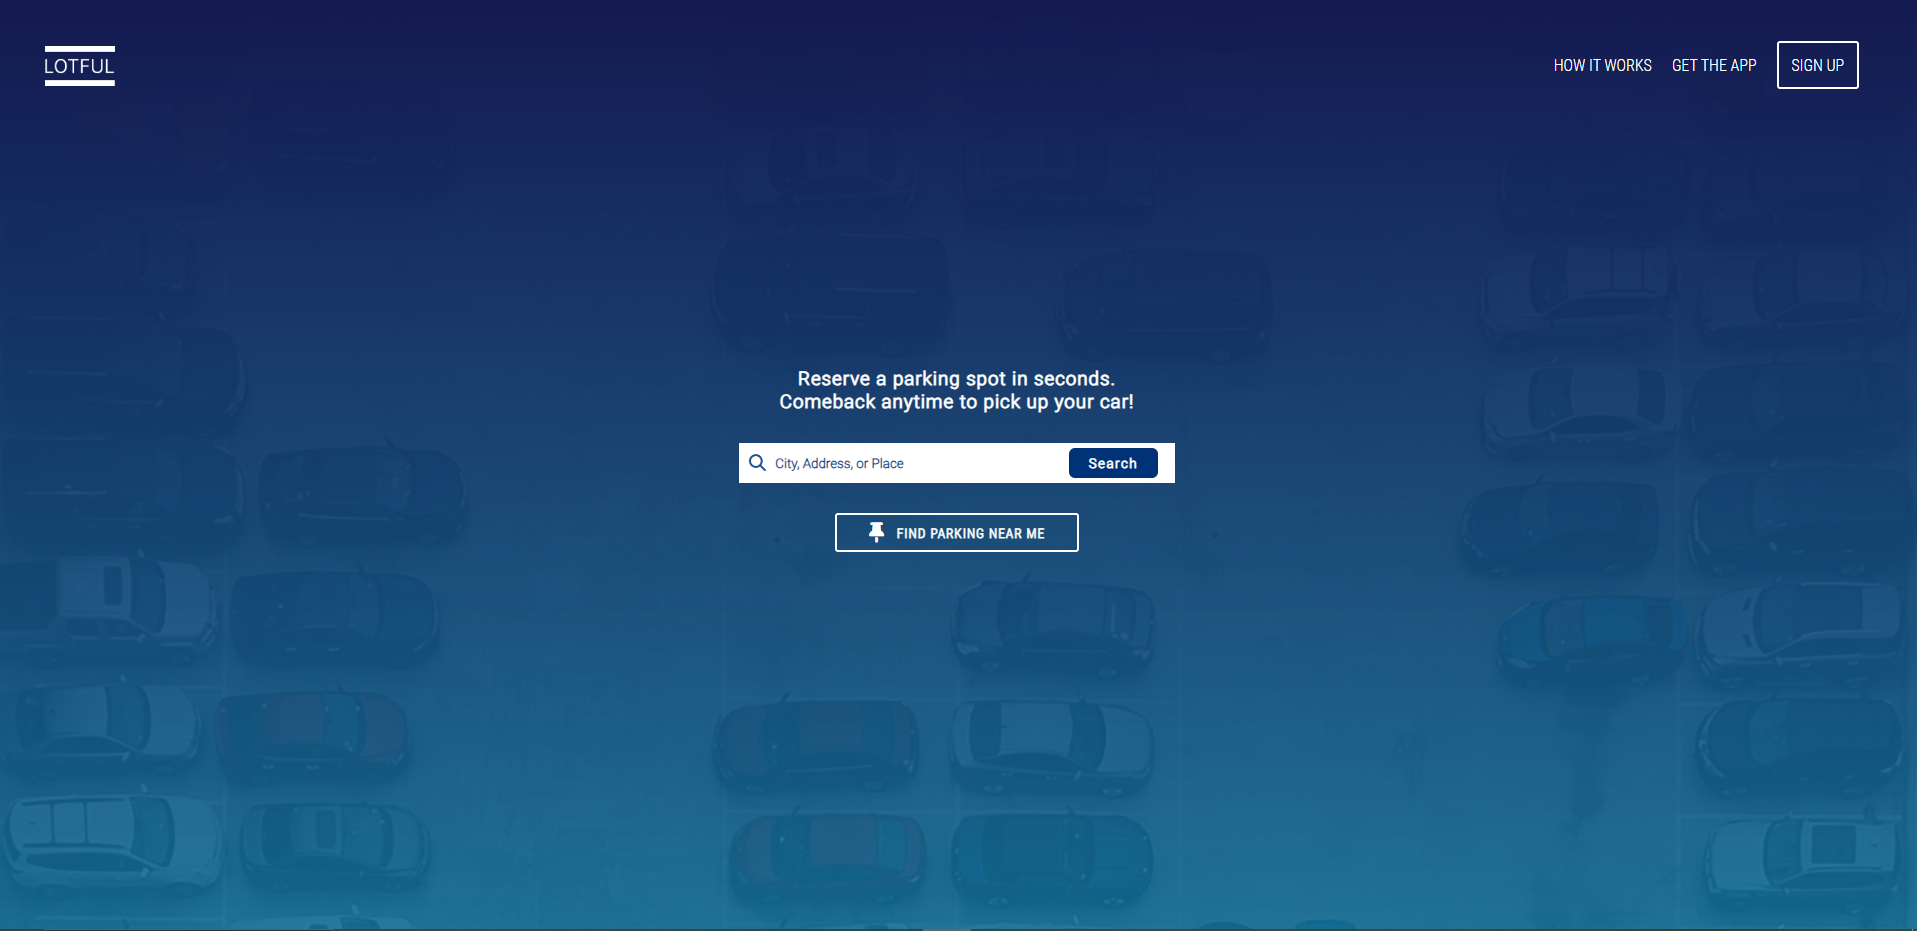 LOTFUL
HOW IT WORKS GET THE APP SIGN UP
Reserve a parking spot in seconds.
Comeback anytime to pick up your car!
City, Address, or Place Search
FIND PARKING NEAR ME